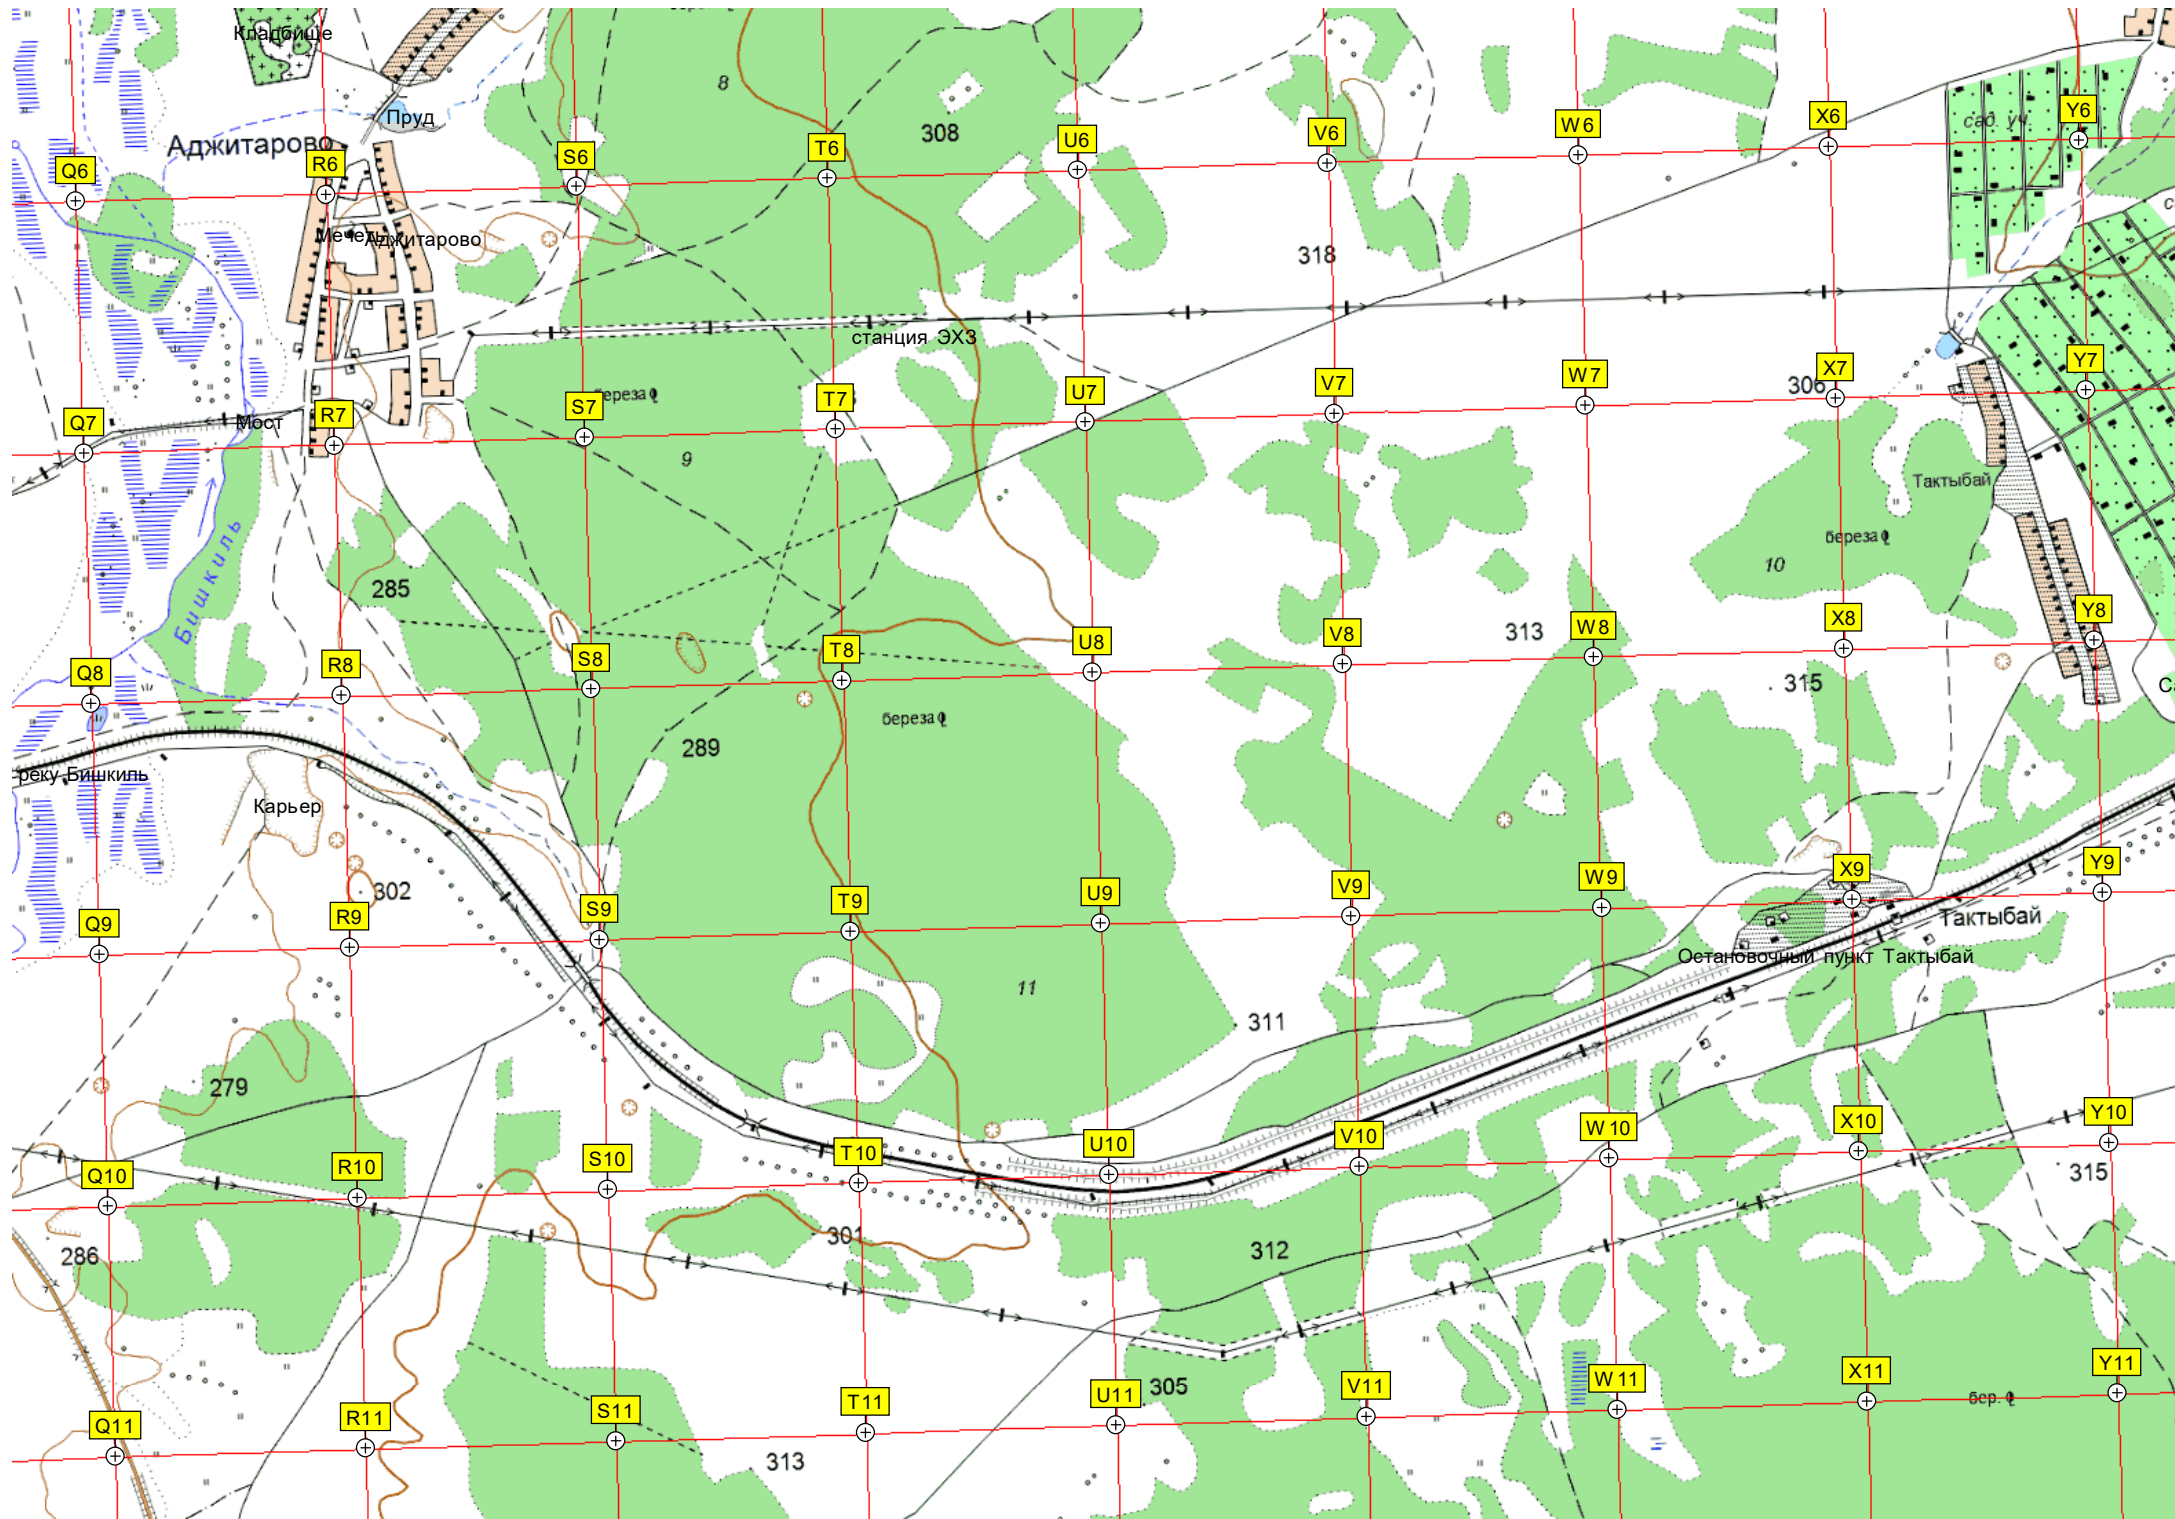 Кладбище
8
Пруд
308
сад. уч.
Аджитарово
Q6
R6
S6
T6
U6
V6
W6
X6
Y6
Мечеть
Аджитарово
318
станция ЭХЗ
306
береза
Q7
R7
S7
T7
U7
V7
W7
X7
Y7
Мост
9
Тактыбай
береза
10
Бишкиль
285
313
315
Q8
R8
S8
T8
U8
V8
W8
X8
Y8
береза
289
реку Бишкиль
Карьер
302
Q9
R9
S9
T9
U9
V9
W9
X9
Y9
Тактыбай
Остановочный пункт Тактыбай
11
311
279
Q10
R10
S10
T10
U10
V10
W10
X10
Y10
315
301
312
286
305
бер.
Q11
R11
S11
T11
U11
V11
W11
X11
Y11
313